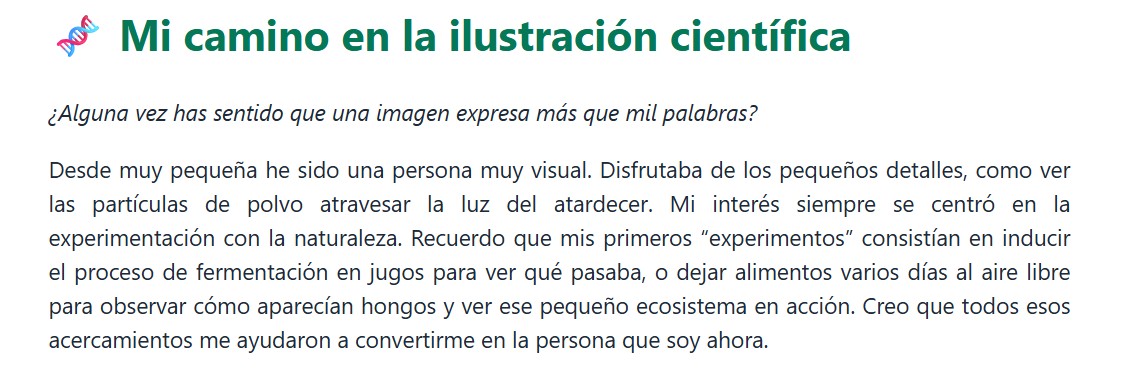 🧬 Mi camino en la ilustración científica
¿Alguna vez has sentido que una imagen expresa más que mil palabras?
Desde muy pequeña he sido una persona muy visual. Disfrutaba de los pequeños detalles, como ver
las partículas de polvo atravesar la luz del atardecer. Mi interés siempre se centró en la
experimentación con la naturaleza. Recuerdo que mis primeros “experimentos” consistían en inducir
el proceso de fermentación en jugos para ver qué pasaba, o dejar alimentos varios días al aire libre
para observar cómo aparecían hongos y ver ese pequeño ecosistema en acción. Creo que todos esos
acercamientos me ayudaron a convertirme en la persona que soy ahora.